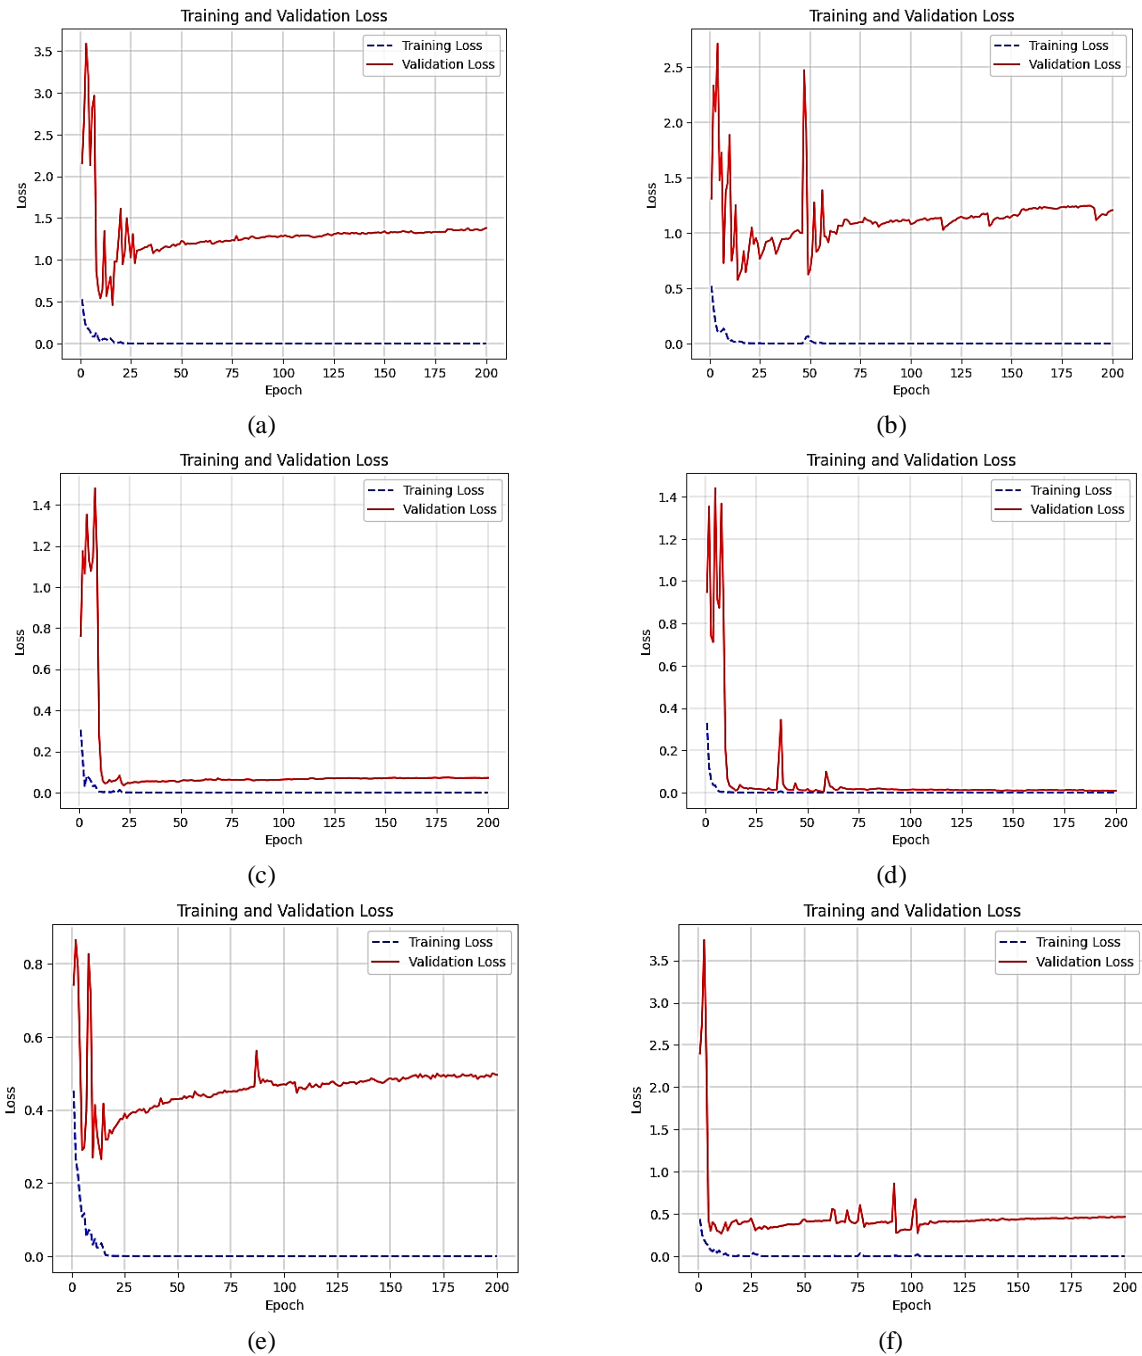 Training and Validation Loss
Training Loss
Validation Loss
Loss
3.5
3.0
2.5
2.0
1.5
1.0
0.5
0.0
0 25 50 75 100 125 150 175 200
Epoch
(a)
Training and Validation Loss
Training Loss
Validation Loss
Loss
2.5
2.0
1.5
1.0
0.5
0.0
0 25 50 75 100 125 150 175 200
Epoch
(b)
Training and Validation Loss
Training Loss
Validation Loss
Loss
1.4
1.2
1.0
0.8
0.6
0.4
0.2
0.0
0 25 50 75 100 125 150 175 200
Epoch
(c)
Training and Validation Loss
Training Loss
Validation Loss
Loss
1.4
1.2
1.0
0.8
0.6
0.4
0.2
0.0
0 25 50 75 100 125 150 175 200
Epoch
(d)
Training and Validation Loss
Training Loss
Validation Loss
Loss
0.8
0.6
0.4
0.2
0.0
0 25 50 75 100 125 150 175 200
Epoch
(e)
Training and Validation Loss
Training Loss
Validation Loss
Loss
3.5
3.0
2.5
2.0
1.5
1.0
0.5
0.0
0 25 50 75 100 125 150 175 200
Epoch
(f)